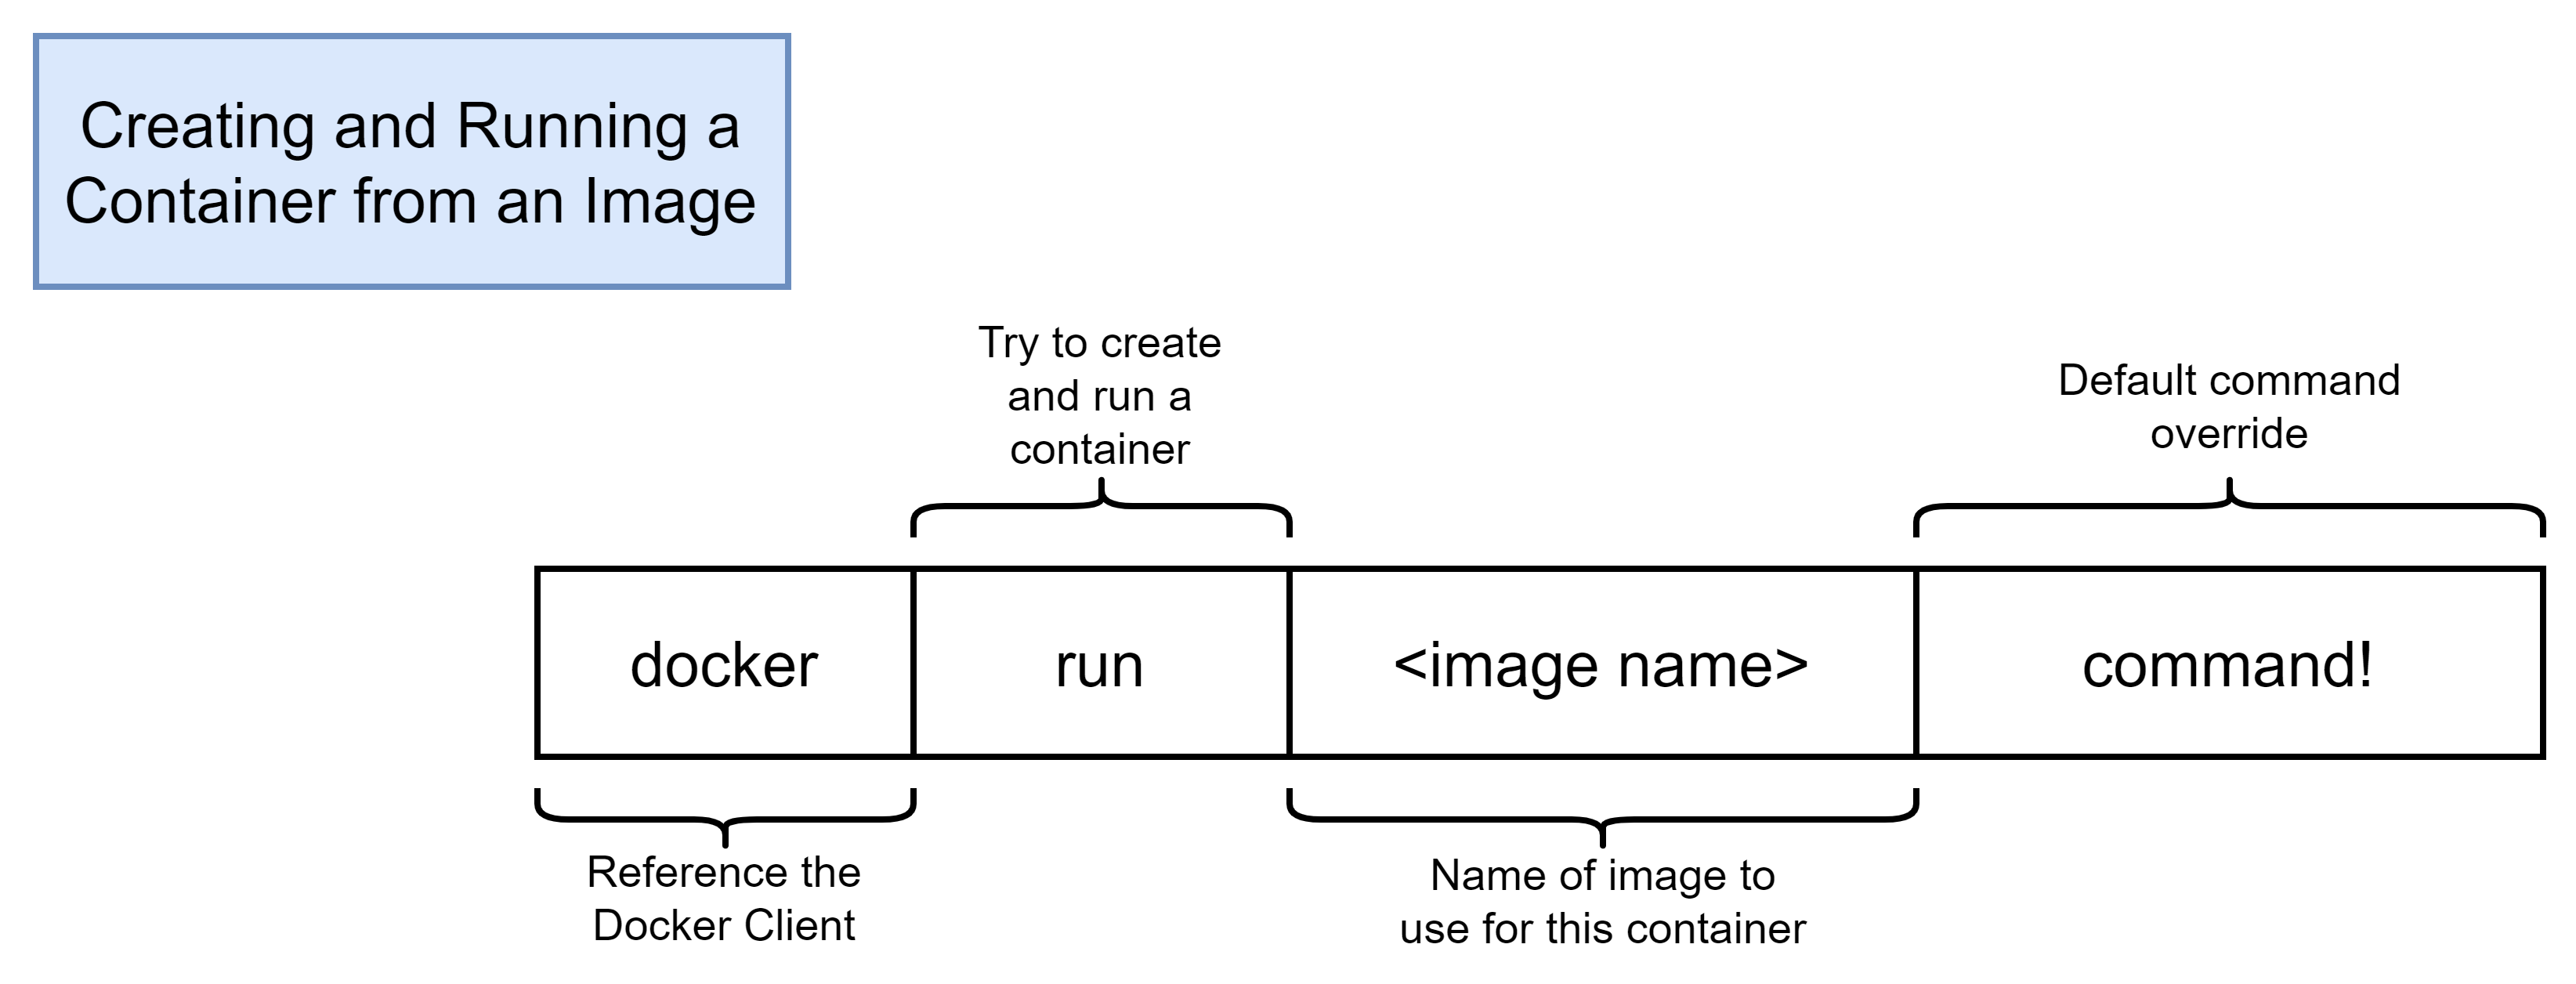 Creating and Running a
Container from an Image
Try to create
and run a
container
Default command
override
docker
run
<image name>
command!
Reference the
Docker Client
Name of image to
use for this container